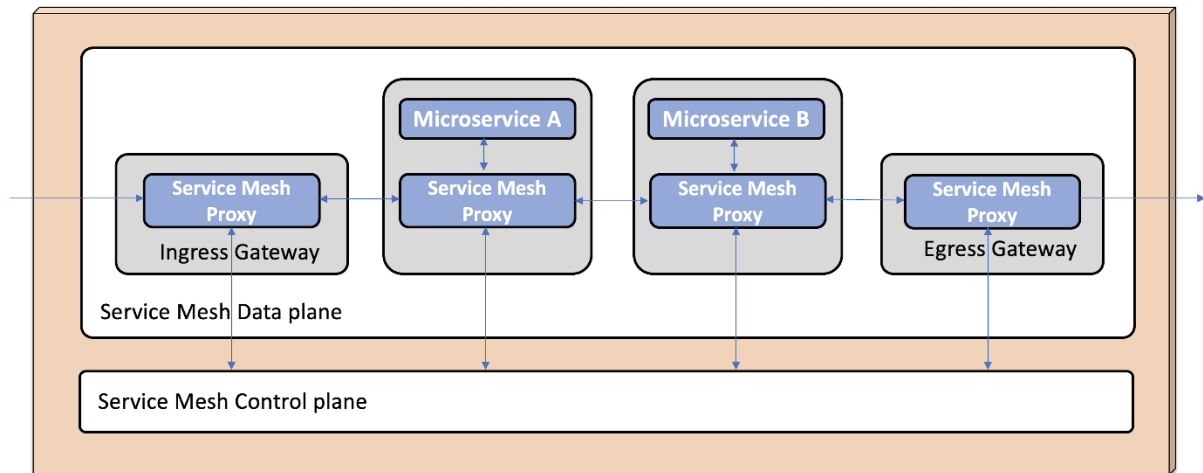 Microservice A
Microservice B
Service Mesh
Proxy
Service Mesh
Proxy
Service Mesh
Proxy
Service Mesh
Proxy
Ingress Gateway
Egress Gateway
Service Mesh Data plane
Service Mesh Control plane